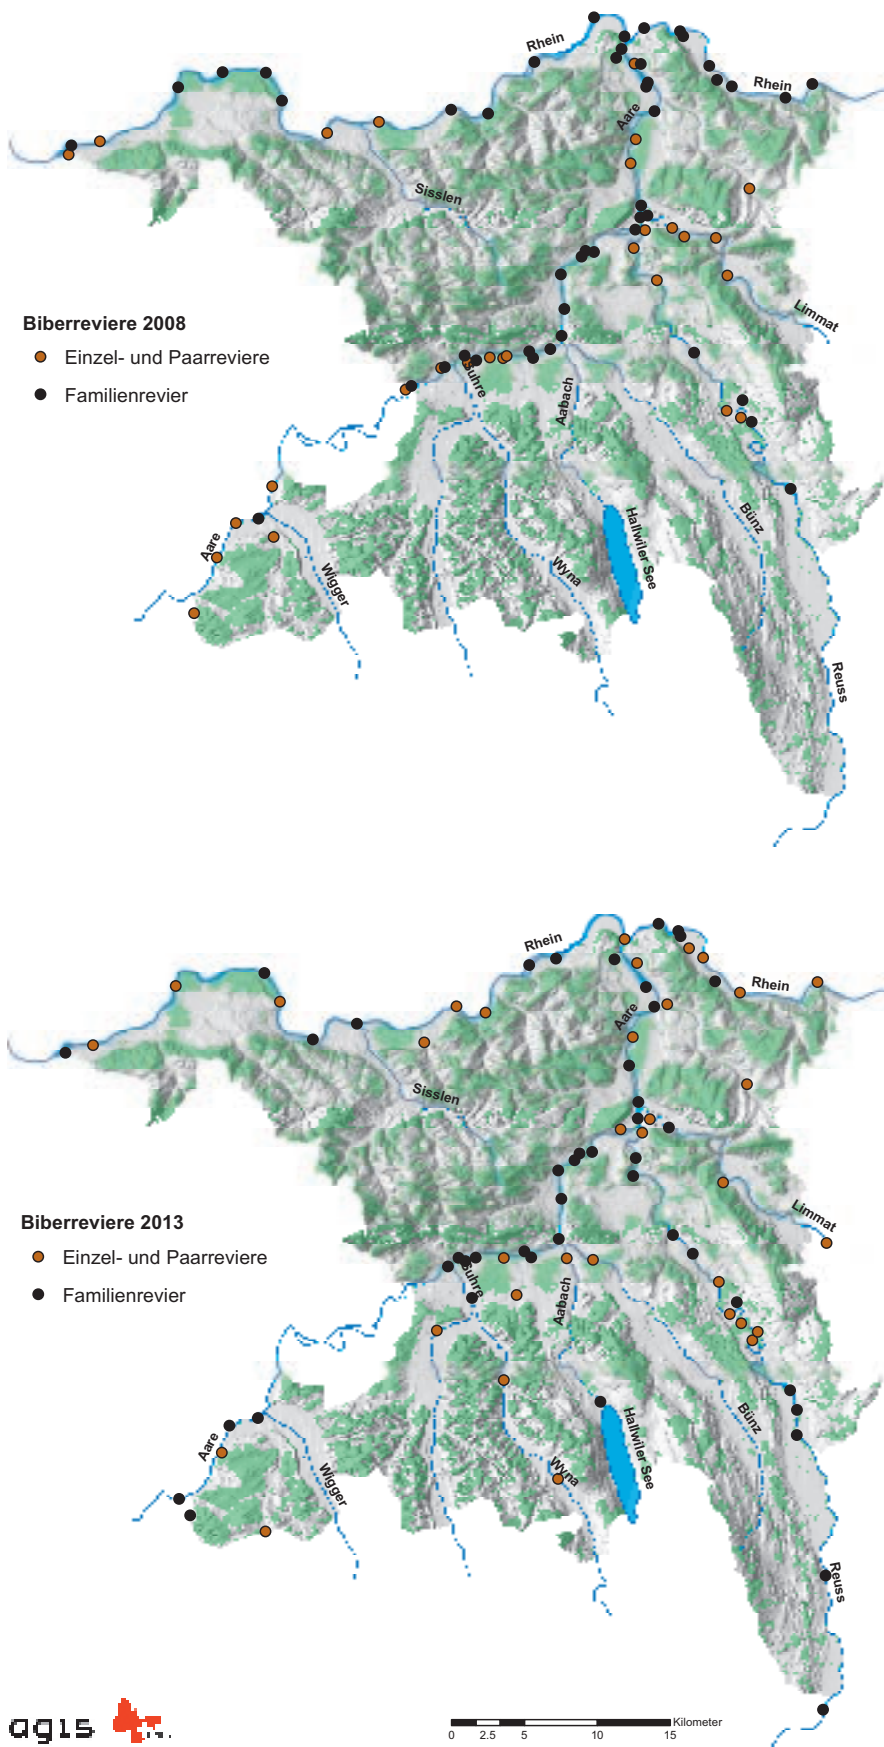 Rhein
Rhein
Aare
Sisslen
Limmat
Biberreviere 2008
Einzel- und Paarreviere
Familienrevier
Suhre
Aabach
Hallwiler See
Bünz
Aare
Wigger
Wyna
Reuss
Rhein
Rhein
Aare
Sisslen
Limmat
Biberreviere 2013
Einzel- und Paarreviere
Familienrevier
Suhre
Aabach
Hallwiler See
Bünz
Aare
Wigger
Wyna
Reuss
agis
Kilometer
0 2.5 5 10 15